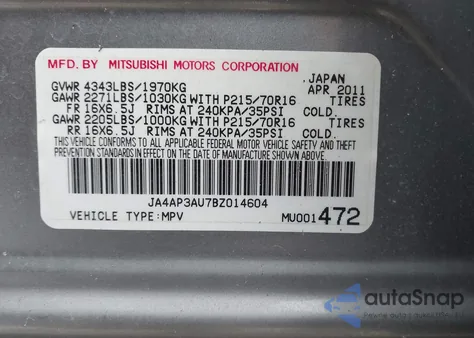 MFD. BY MITSUBISHI MOTORS CORPORATION
JAPAN
GVWR 4343LBS/1970KG APR 2011
GAWR 2271LBS/1030KG WITH P215/70R16 TIRES
FR 16X6.5J RIMS AT 240KPA/35PSI COLD.
GAWR 2205LBS/1000KG WITH P215/70R16 TIRES
RR 16X6.5J RIMS AT 240KPA/35PSI COLD.
THIS VEHICLE CONFORMS TO ALL APPLICABLE FEDERAL MOTOR VEHICLE SAFETY AND THEFT
PREVENTION STANDARDS IN EFFECT ON THE DATE OF MANUFACTURE SHOWN ABOVE.
JA4AP3AU7BZ014604
VEHICLE TYPE:MPV MU001472
autoSnap